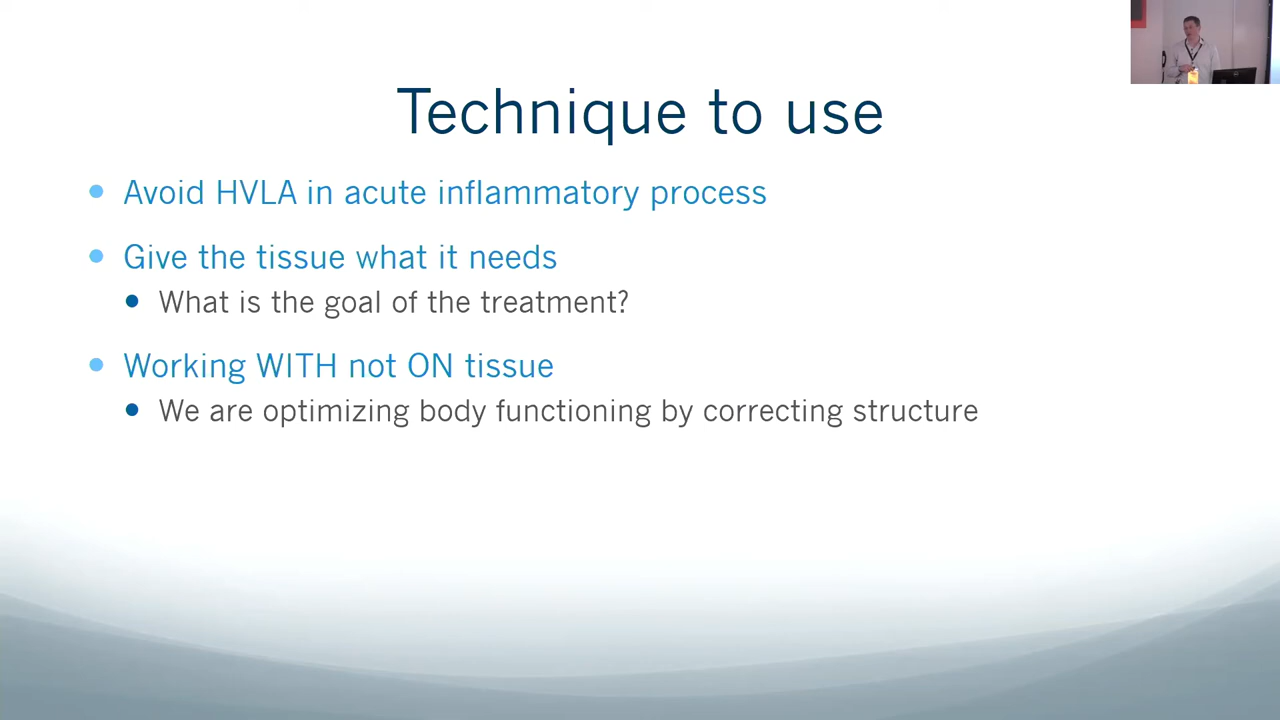 Technique to use
Avoid HVLA in acute inflammatory process
Give the tissue what it needs
What is the goal of the treatment?
Working WITH not ON tissue
We are optimizing body functioning by correcting structure